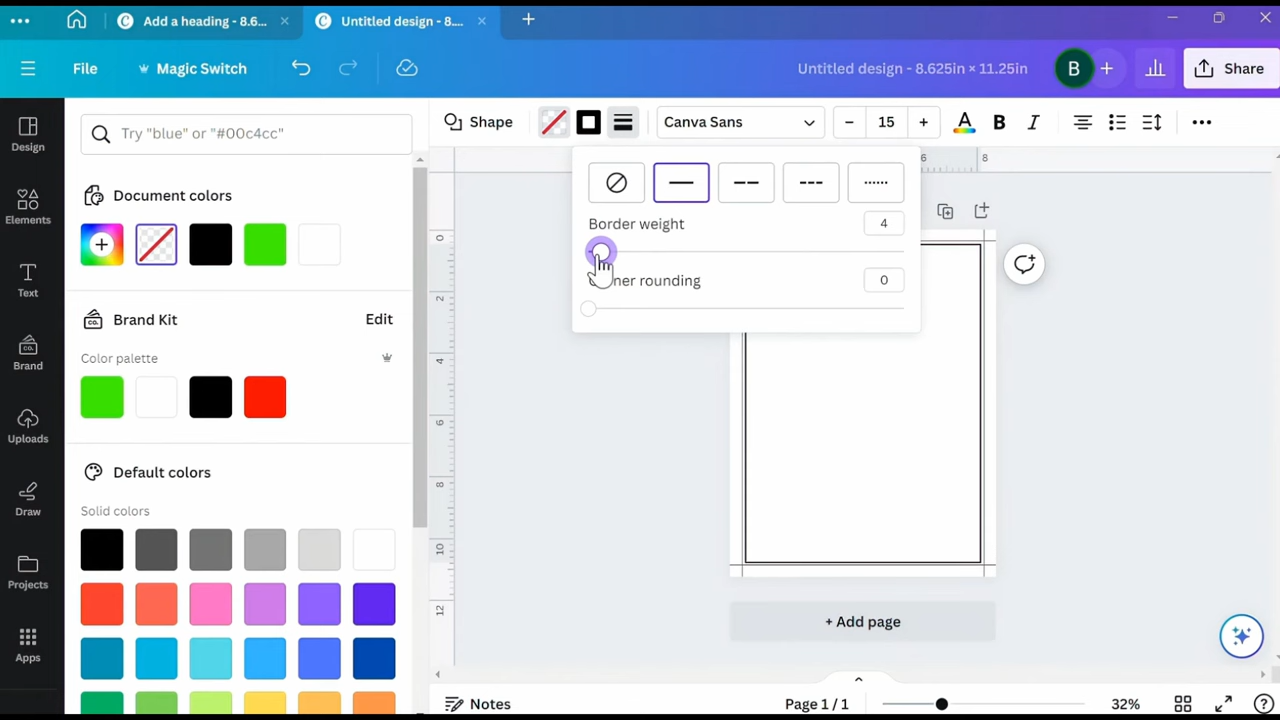 Add a heading - 8.6...
Untitled design - 8....
File
Magic Switch
Untitled design - 8.625in × 11.25in
B
Share
Design
Elements
Text
Brand
Uploads
Draw
Projects
Apps
Try "blue" or "#00c4cc"
Document colors
Brand Kit
Edit
Color palette
Default colors
Solid colors
Shape
Canva Sans
15
B
I
Border weight
4
rounding
0
6
8
0
2
4
6
8
10
12
+ Add page
Notes
Page 1 / 1
32%